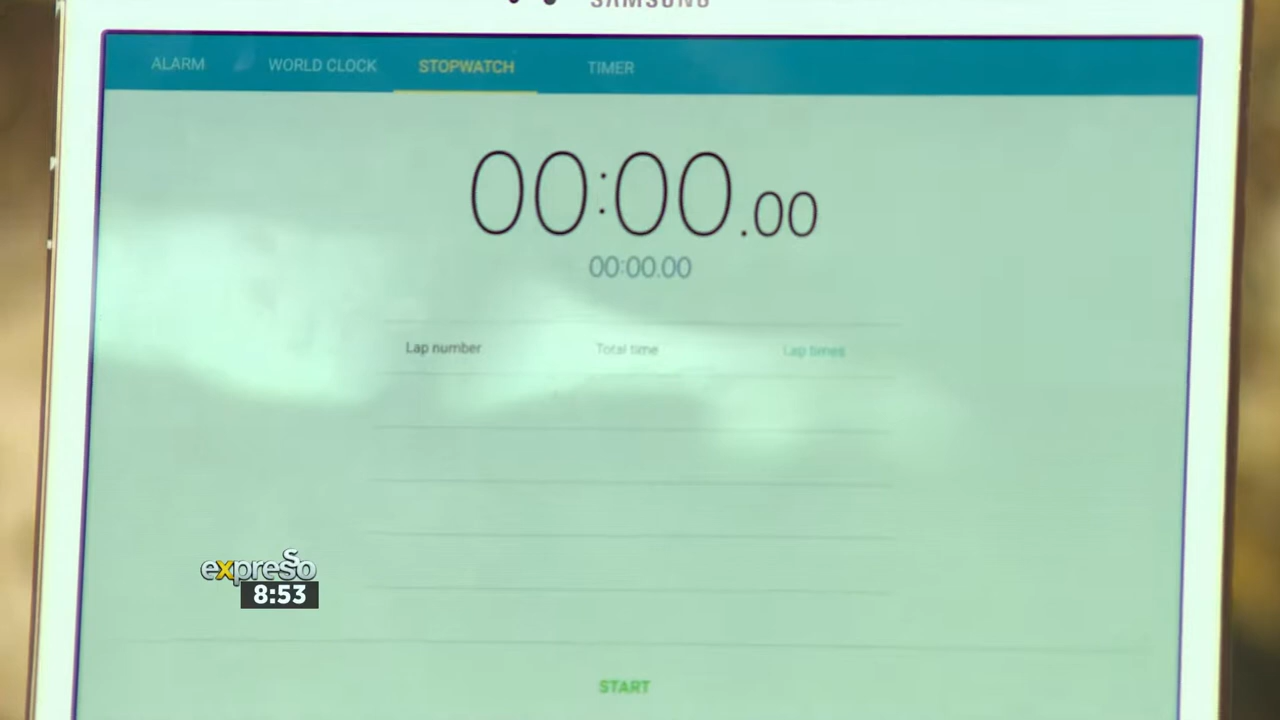 SAMSUNG
ALARM WORLD CLOCK STOPWATCH TIMER
00:00.00
00:00.00
Lap number Total time Lap times
expresso
8:53
START